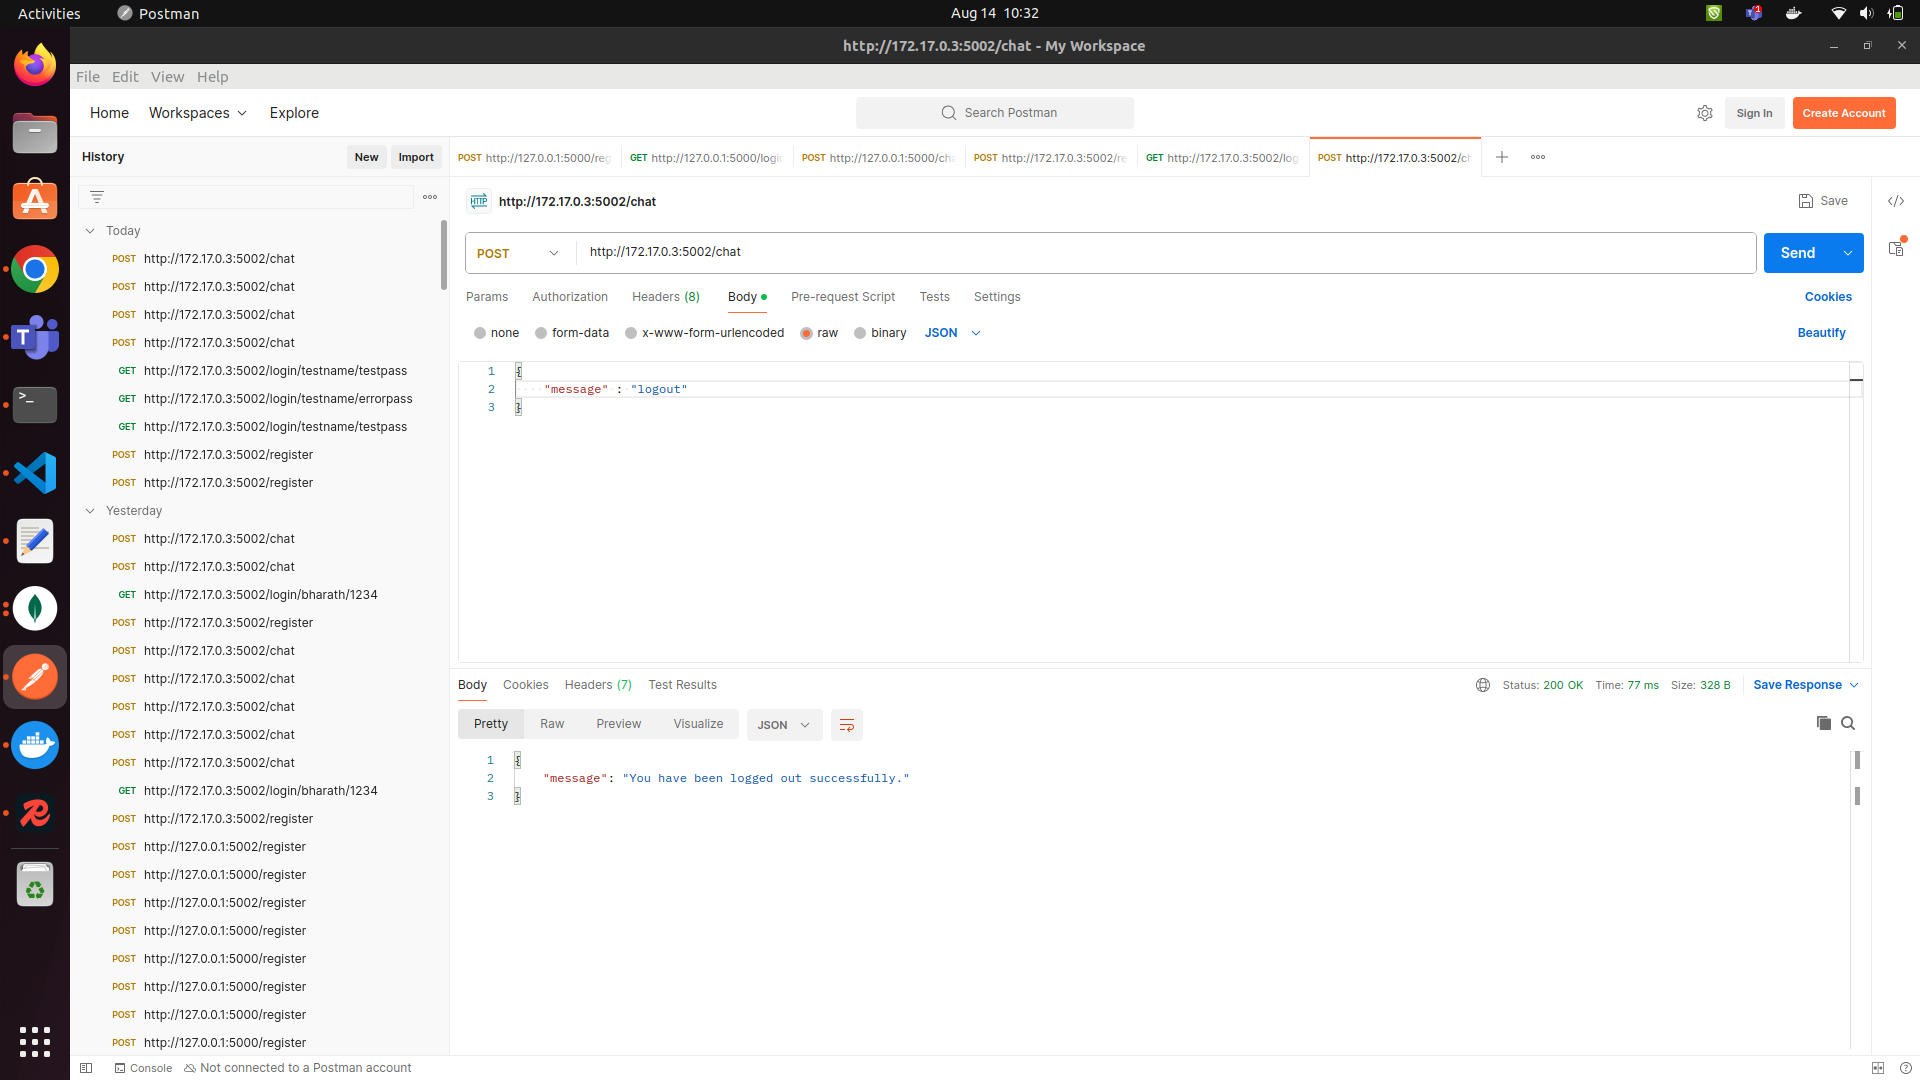 Activities
Postman
Aug 14 10:32
1
http://172.17.0.3:5002/chat - My Workspace
File Edit View Help
Home Workspaces Explore
Search Postman
Sign In
Create Account
History
New
Import
POST http://127.0.0.1:5000/reg
GET http://127.0.0.1:5000/logi
POST http://127.0.0.1:5000/cha
POST http://172.17.0.3:5002/re
GET http://172.17.0.3:5002/log
POST http://172.17.0.3:5002/ch
HTTP http://172.17.0.3:5002/chat
Save
</>
Today
POST http://172.17.0.3:5002/chat
POST http://172.17.0.3:5002/chat
POST http://172.17.0.3:5002/chat
POST http://172.17.0.3:5002/chat
GET http://172.17.0.3:5002/login/testname/testpass
GET http://172.17.0.3:5002/login/testname/errorpass
GET http://172.17.0.3:5002/login/testname/testpass
POST http://172.17.0.3:5002/register
POST http://172.17.0.3:5002/register
Yesterday
POST http://172.17.0.3:5002/chat
POST http://172.17.0.3:5002/chat
GET http://172.17.0.3:5002/login/bharath/1234
POST http://172.17.0.3:5002/register
POST http://172.17.0.3:5002/chat
POST http://172.17.0.3:5002/chat
POST http://172.17.0.3:5002/chat
POST http://172.17.0.3:5002/chat
POST http://172.17.0.3:5002/chat
GET http://172.17.0.3:5002/login/bharath/1234
POST http://172.17.0.3:5002/register
POST http://127.0.0.1:5002/register
POST http://127.0.0.1:5000/register
POST http://127.0.0.1:5002/register
POST http://127.0.0.1:5000/register
POST http://127.0.0.1:5000/register
POST http://127.0.0.1:5000/register
POST http://127.0.0.1:5000/register
POST http://127.0.0.1:5000/register
POST
http://172.17.0.3:5002/chat
Send
Params Authorization Headers (8) Body Pre-request Script Tests Settings
Cookies
none form-data x-www-form-urlencoded raw binary JSON
Beautify
1 {
2 "message" : "logout"
3 }
Body Cookies Headers (7) Test Results
Status: 200 OK Time: 77 ms Size: 328 B
Save Response
Pretty Raw Preview Visualize JSON
1 {
2 "message": "You have been logged out successfully."
3 }
Console
Not connected to a Postman account